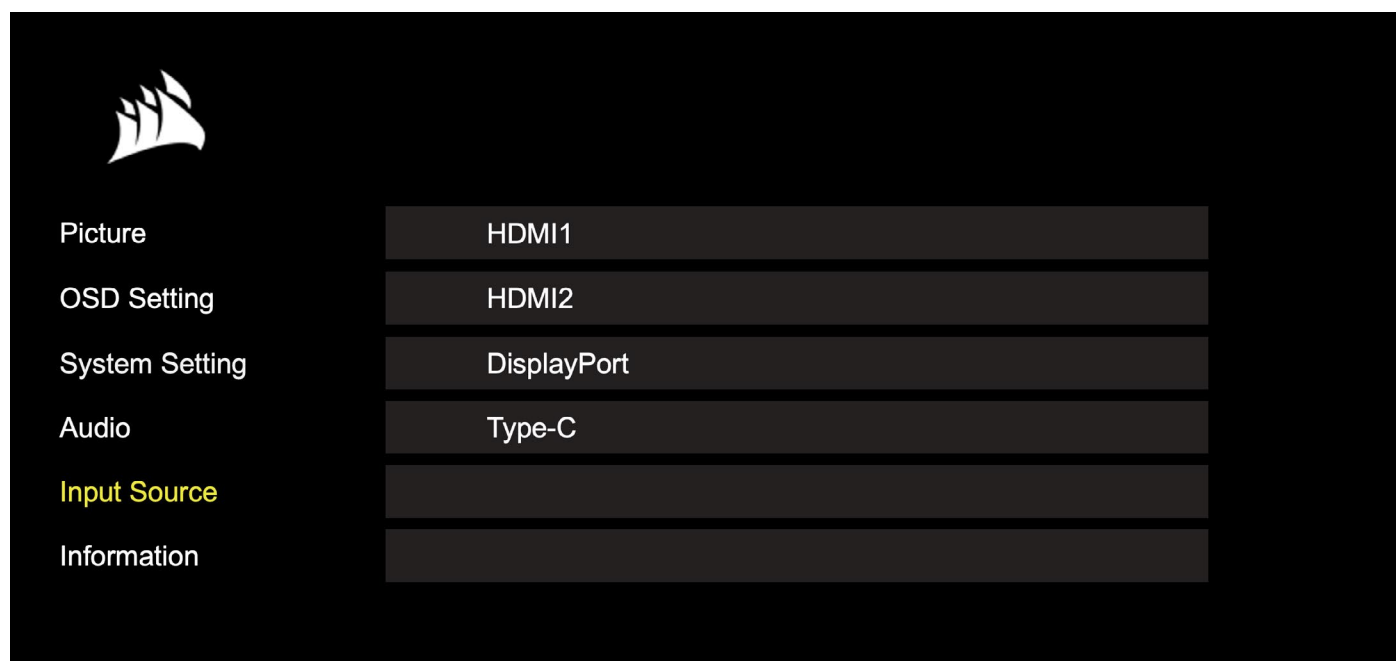 Picture HDMI1
OSD Setting HDMI2
System Setting DisplayPort
Audio Type-C
Input Source
Information